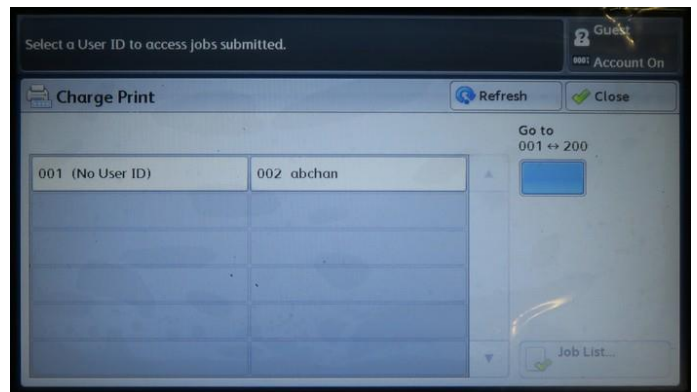 Select a User ID to access jobs submitted.
Guest
Account On
Charge Print
Refresh
Close
Go to
001 ↔ 200
001 (No User ID)
002 abchan
Job List...